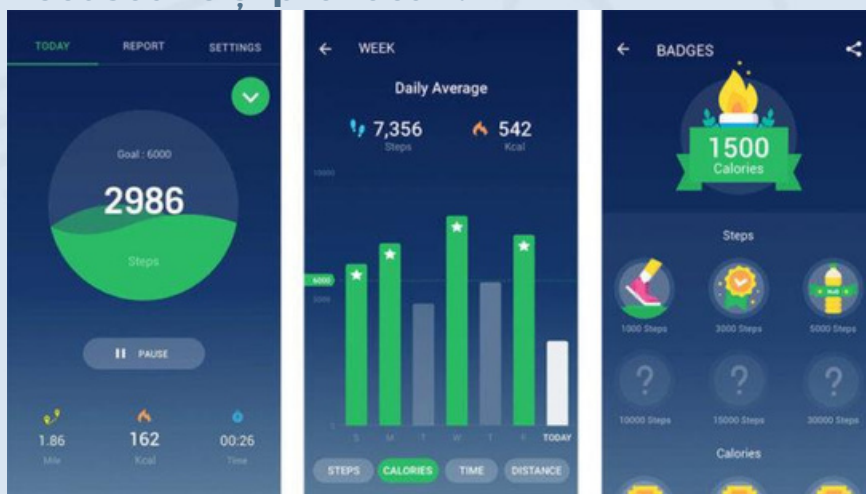 TODAY REPORT SETTINGS
Goal : 6000
2986
Steps
PAUSE
1.86 162 00:26
Mile Kcal Time
WEEK
Daily Average
7,356 542
Steps Kcal
10000
6000
5000
0
S M T W T F TODAY
STEPS CALORIES TIME DISTANCE
BADGES
1500
Calories
Steps
1000 Steps 3000 Steps 5000 Steps
? ? ?
10000 Steps 15000 Steps 30000 Steps
Calories